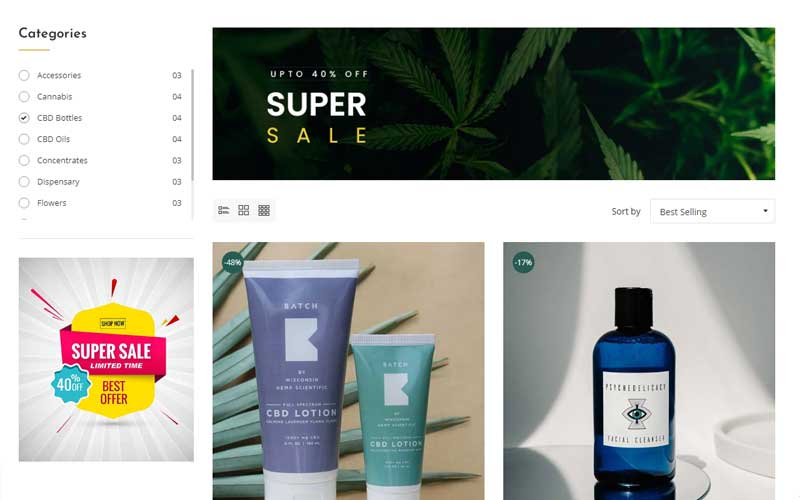 Categories
Accessories 03
Cannabis 04
CBD Bottles 04
CBD Oils 04
Concentrates 03
Dispensary 03
Flowers 03
UPTO 40% OFF
SUPER
SALE
Sort by Best Selling
SHOP NOW
SUPER SALE
LIMITED TIME
40% OFF
BEST
OFFER
-48%
BATCH
BY
WISCONSIN
HEMP SCIENTIFIC
FULL SPECTRUM
CBD LOTION
BATCH
BY
WISCONSIN
HEMP SCIENTIFIC
FULL SPECTRUM
CBD LOTION
-17%
PSYCHEDELICACY
FACIAL CLEANSER